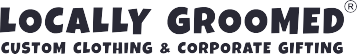 LOCALLY GROOMED®
CUSTOM CLOTHING & CORPORATE GIFTING